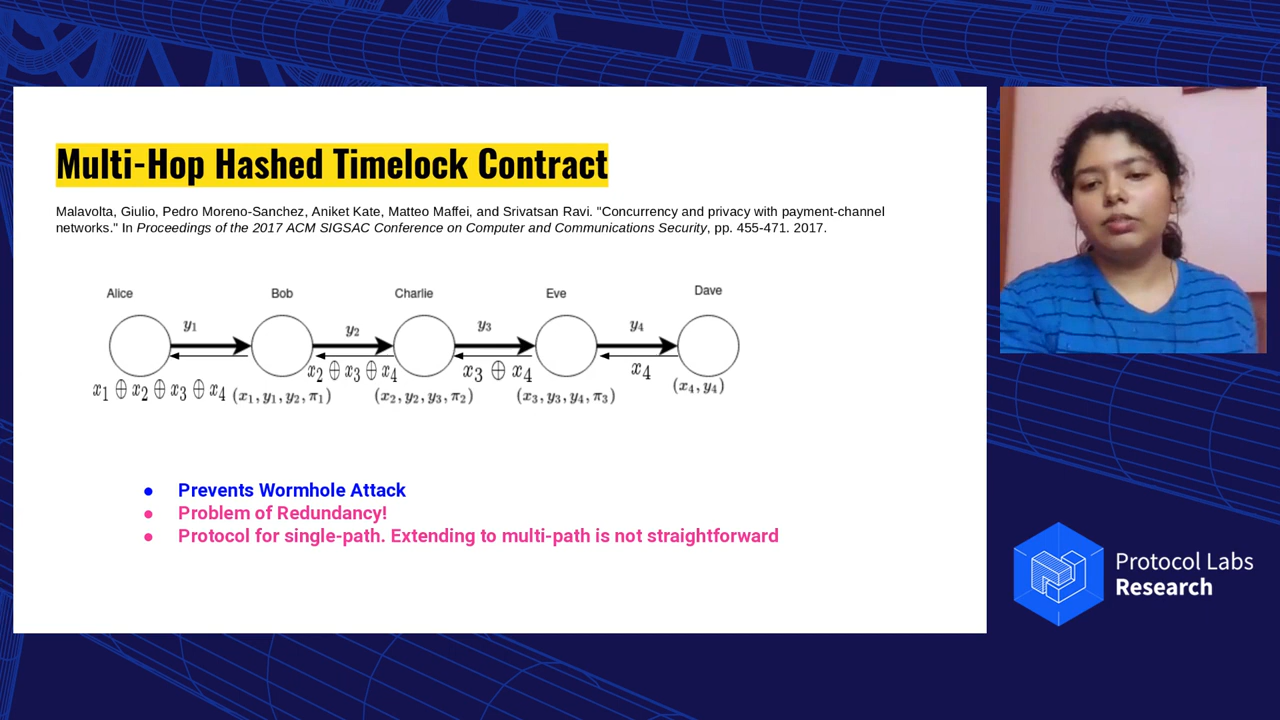 Multi-Hop Hashed Timelock Contract
Malavolta, Giulio, Pedro Moreno-Sanchez, Aniket Kate, Matteo Maffei, and Srivatsan Ravi. "Concurrency and privacy with payment-channel
networks." In Proceedings of the 2017 ACM SIGSAC Conference on Computer and Communications Security, pp. 455-471. 2017.
Alice Bob Charlie Eve Dave
y₁ y₂ y₃ y₄
x₂ ⊕ x₃ ⊕ x₄ x₃ ⊕ x₄ x₄
x₁ ⊕ x₂ ⊕ x₃ ⊕ x₄ (x₁, y₁, y₂, π₁) (x₂, y₂, y₃, π₂) (x₃, y₃, y₄, π₃) (x₄, y₄)
● Prevents Wormhole Attack
● Problem of Redundancy!
● Protocol for single-path. Extending to multi-path is not straightforward
Protocol Labs
Research